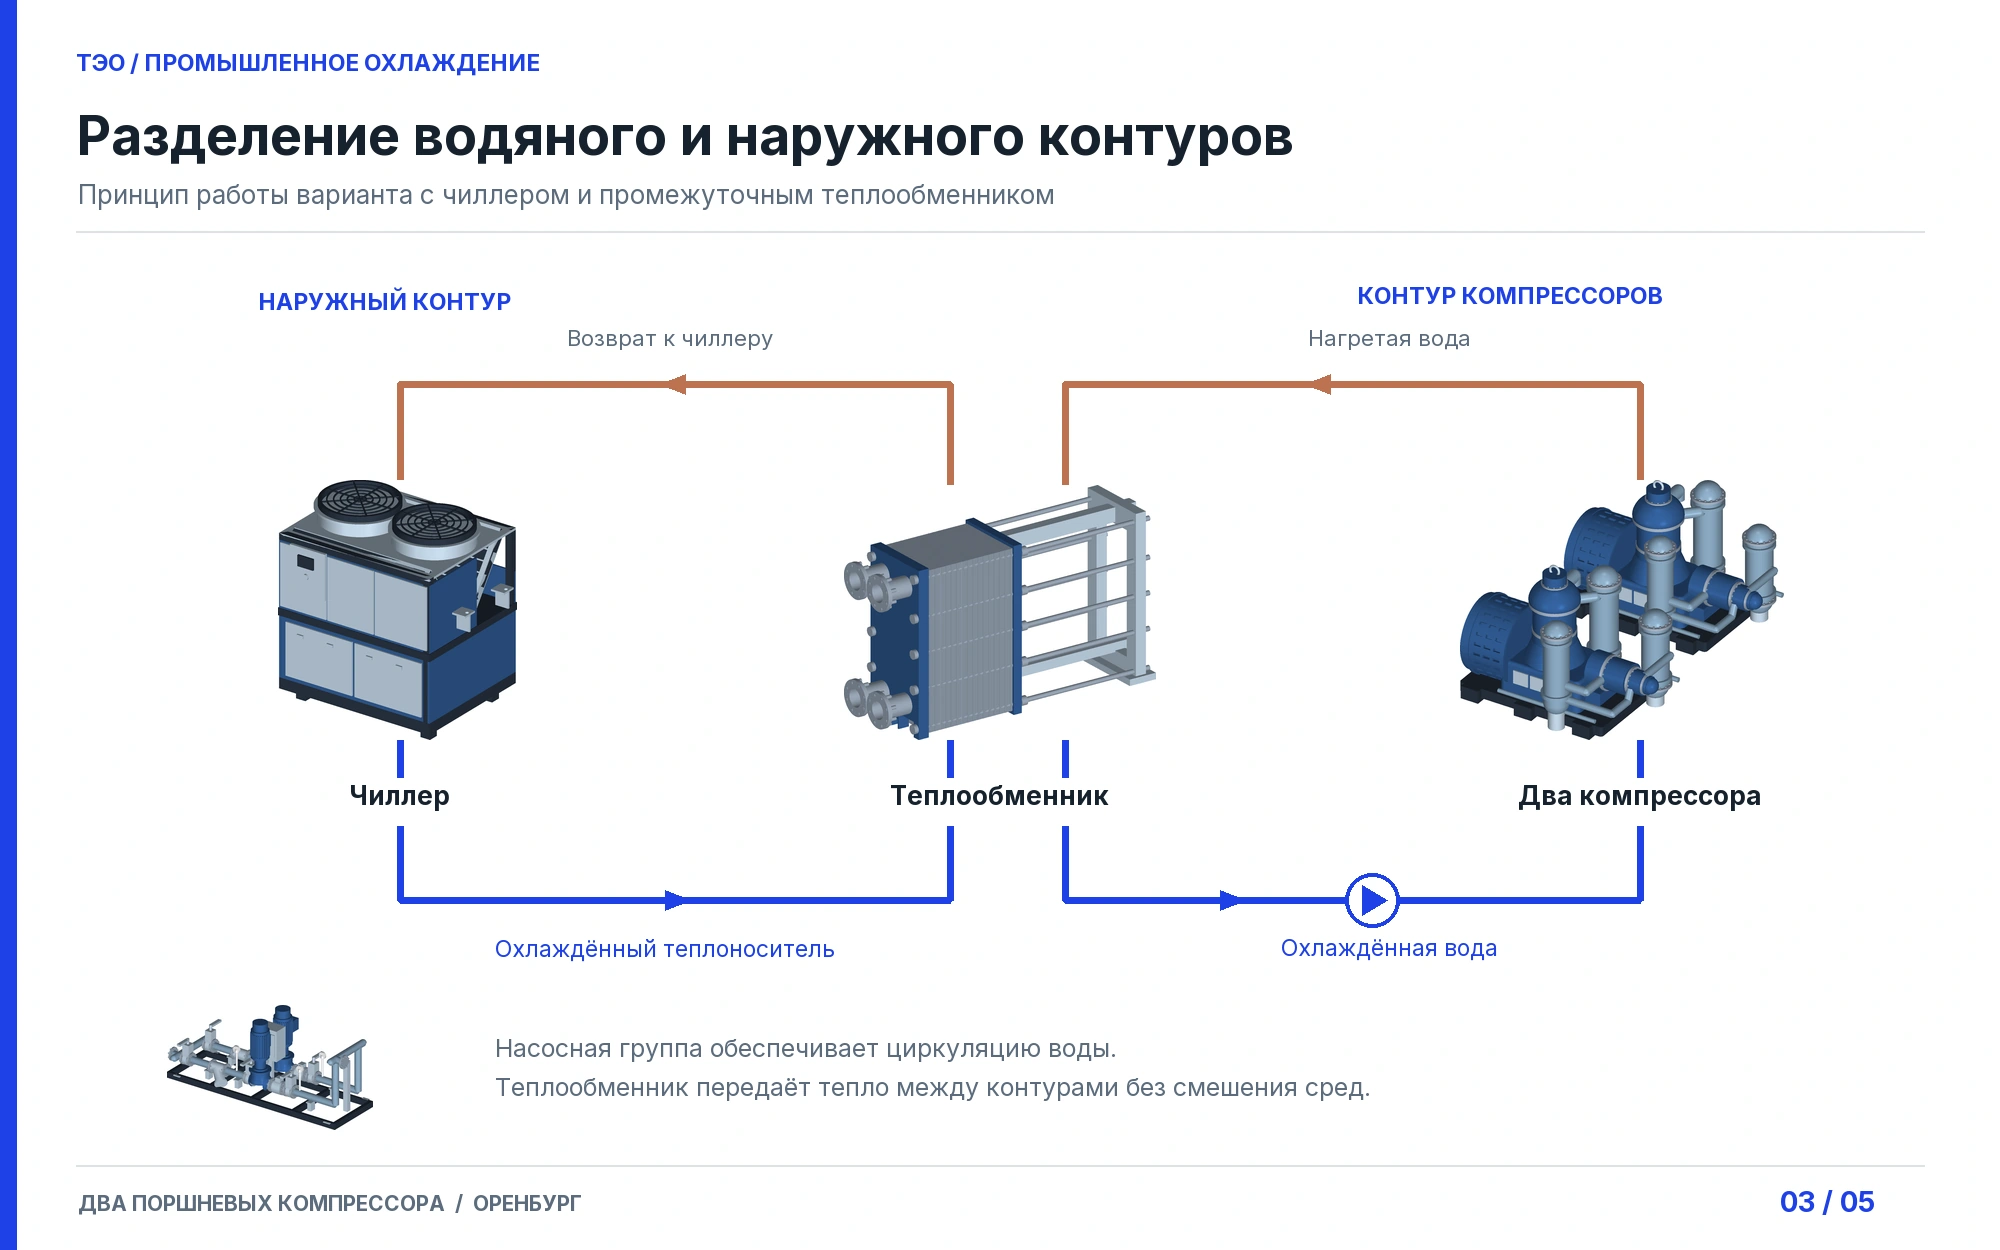 ТЭО / ПРОМЫШЛЕННОЕ ОХЛАЖДЕНИЕ
Разделение водяного и наружного контуров
Принцип работы варианта с чиллером и промежуточным теплообменником
НАРУЖНЫЙ КОНТУР
КОНТУР КОМПРЕССОРОВ
Возврат к чиллеру
Нагретая вода
Чиллер
Теплообменник
Два компрессора
Охлаждённый теплоноситель
Охлаждённая вода
Насосная группа обеспечивает циркуляцию воды.
Теплообменник передаёт тепло между контурами без смешения сред.
ДВА ПОРШНЕВЫХ КОМПРЕССОРА / ОРЕНБУРГ
03 / 05